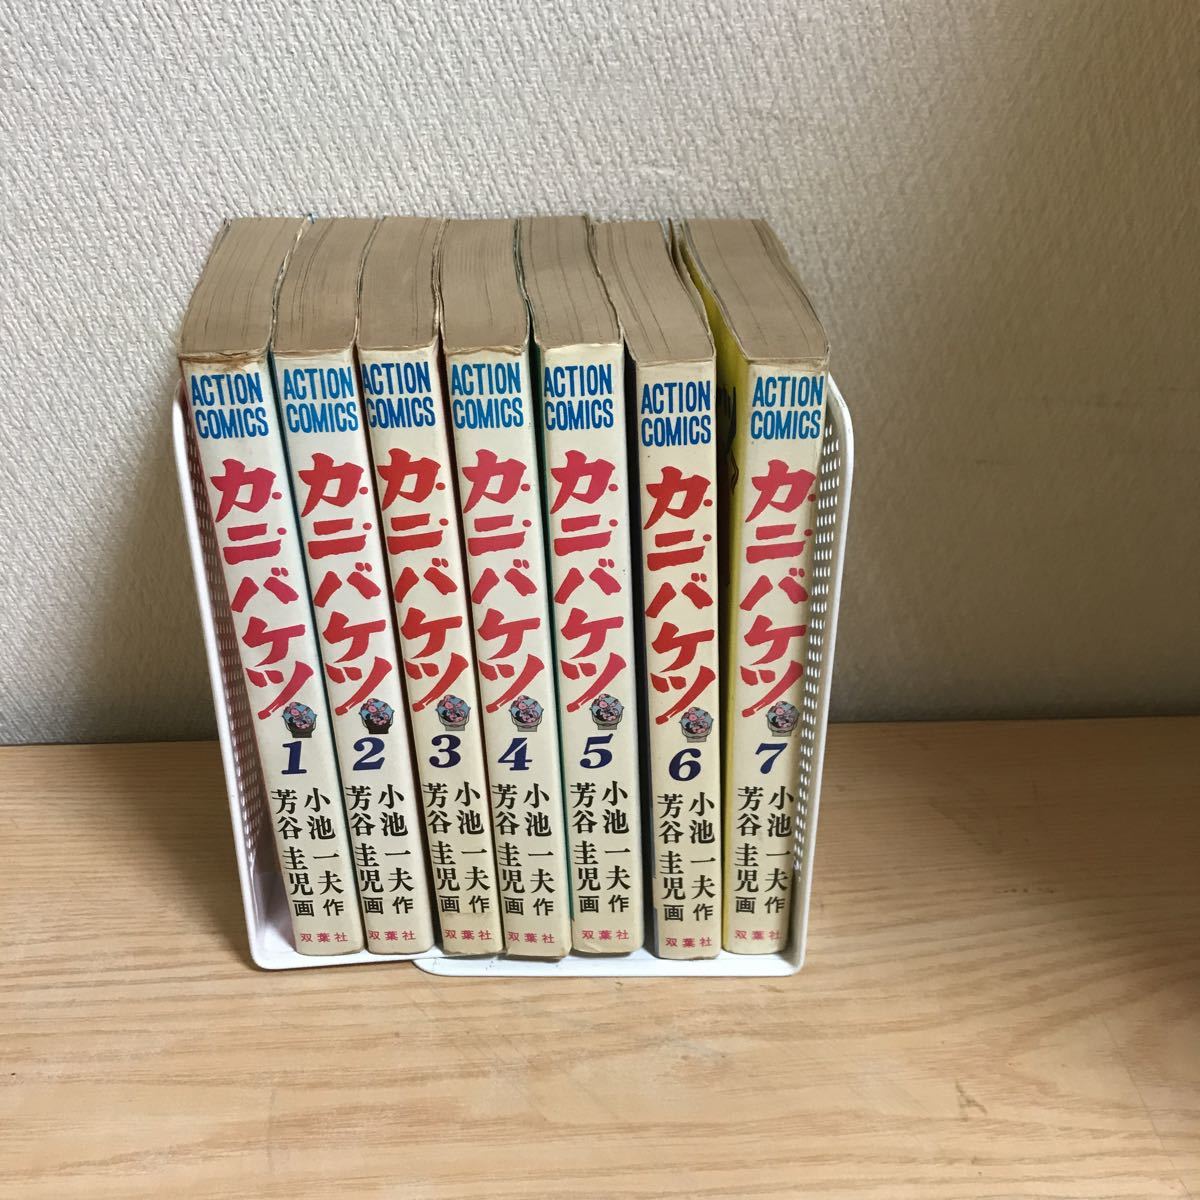 ACTION
COMICS
ガニバケツ
1
小池一夫作
芳谷圭児画
双葉社
ACTION
COMICS
ガニバケツ
2
小池一夫作
芳谷圭児画
双葉社
ACTION
COMICS
ガニバケツ
3
小池一夫作
芳谷圭児画
双葉社
ACTION
COMICS
ガニバケツ
4
小池一夫作
芳谷圭児画
双葉社
ACTION
COMICS
ガニバケツ
5
小池一夫作
芳谷圭児画
双葉社
ACTION
COMICS
ガニバケツ
6
小池一夫作
芳谷圭児画
双葉社
ACTION
COMICS
ガニバケツ
7
小池一夫作
芳谷圭児画
双葉社